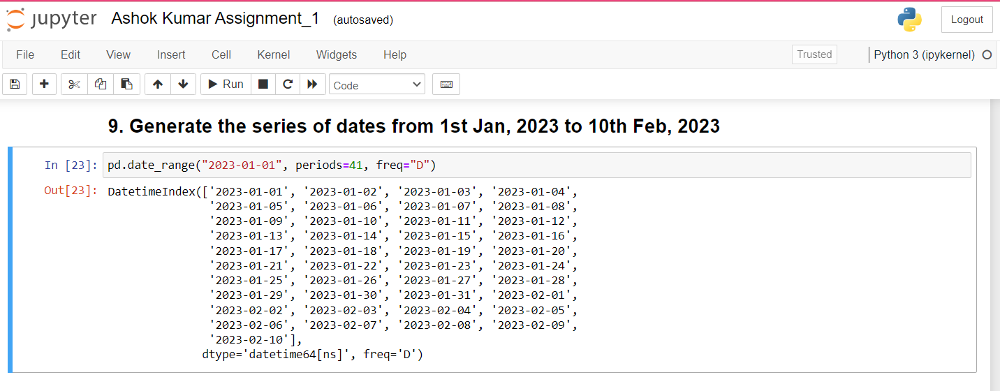 jupyter Ashok Kumar Assignment_1 (autosaved) Logout
File Edit View Insert Cell Kernel Widgets Help Trusted Python 3 (ipykernel)
Run Code
9. Generate the series of dates from 1st Jan, 2023 to 10th Feb, 2023
In [23]: pd.date_range("2023-01-01", periods=41, freq="D")
Out[23]: DatetimeIndex(['2023-01-01', '2023-01-02', '2023-01-03', '2023-01-04',
'2023-01-05', '2023-01-06', '2023-01-07', '2023-01-08',
'2023-01-09', '2023-01-10', '2023-01-11', '2023-01-12',
'2023-01-13', '2023-01-14', '2023-01-15', '2023-01-16',
'2023-01-17', '2023-01-18', '2023-01-19', '2023-01-20',
'2023-01-21', '2023-01-22', '2023-01-23', '2023-01-24',
'2023-01-25', '2023-01-26', '2023-01-27', '2023-01-28',
'2023-01-29', '2023-01-30', '2023-01-31', '2023-02-01',
'2023-02-02', '2023-02-03', '2023-02-04', '2023-02-05',
'2023-02-06', '2023-02-07', '2023-02-08', '2023-02-09',
'2023-02-10'],
dtype='datetime64[ns]', freq='D')